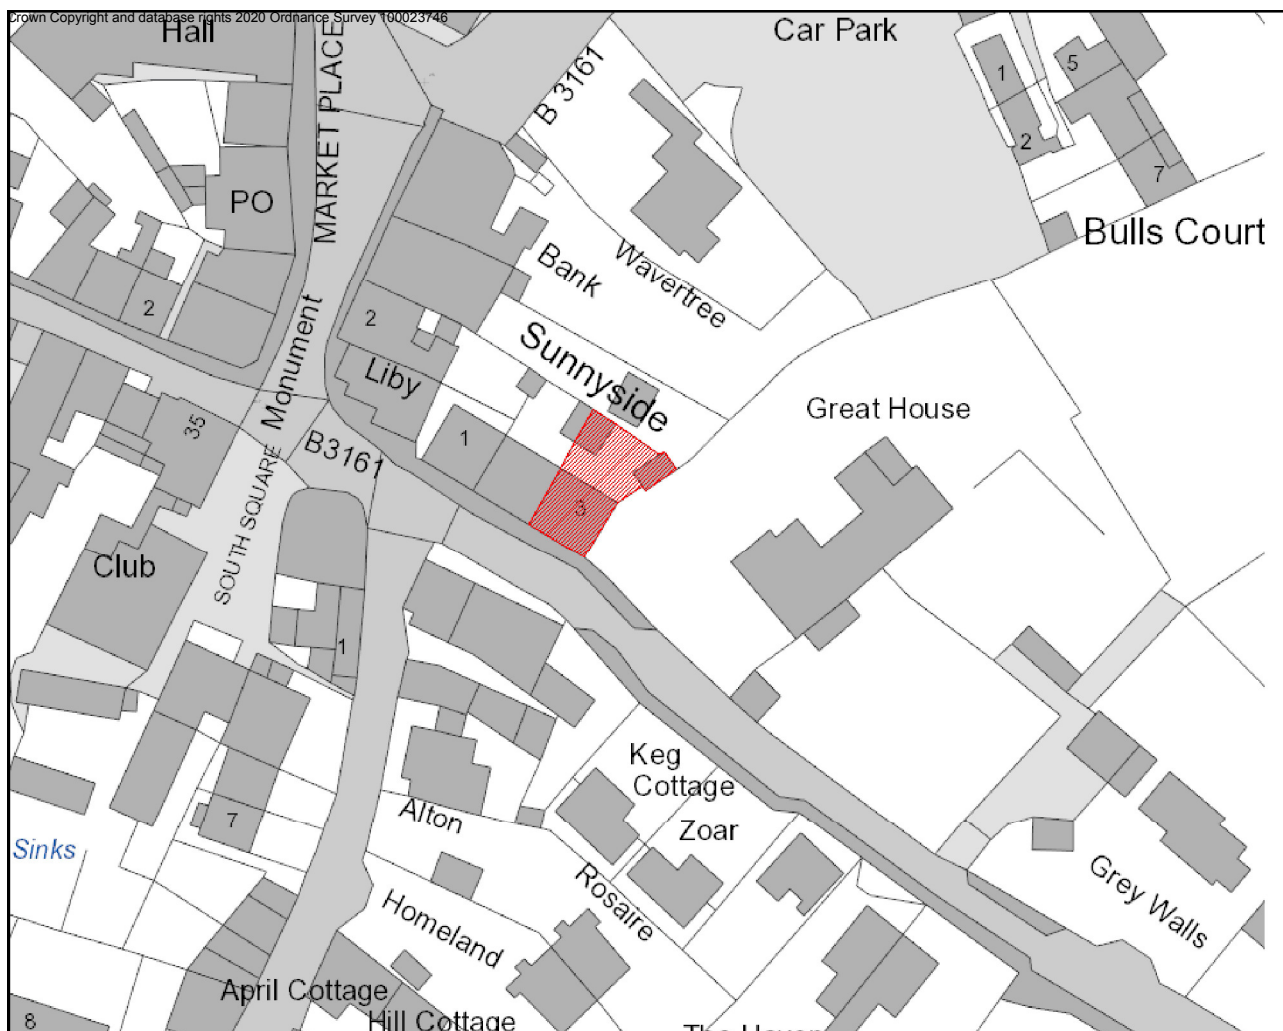 Crown Copyright and database rights 2020 Ordnance Survey 100023746
Hall
MARKET PLACE
B 3161
Car Park
1
5
2
7
PO
Bulls Court
Bank
Wavertree
2
Monument
2
Sunnyside
Liby
Great House
35
1
B3161
SOUTH SQUARE
3
Club
1
Keg
Cottage
Alton
7
Zoar
Sinks
Rosaire
Grey Walls
Homeland
April Cottage
Hill Cottage
8